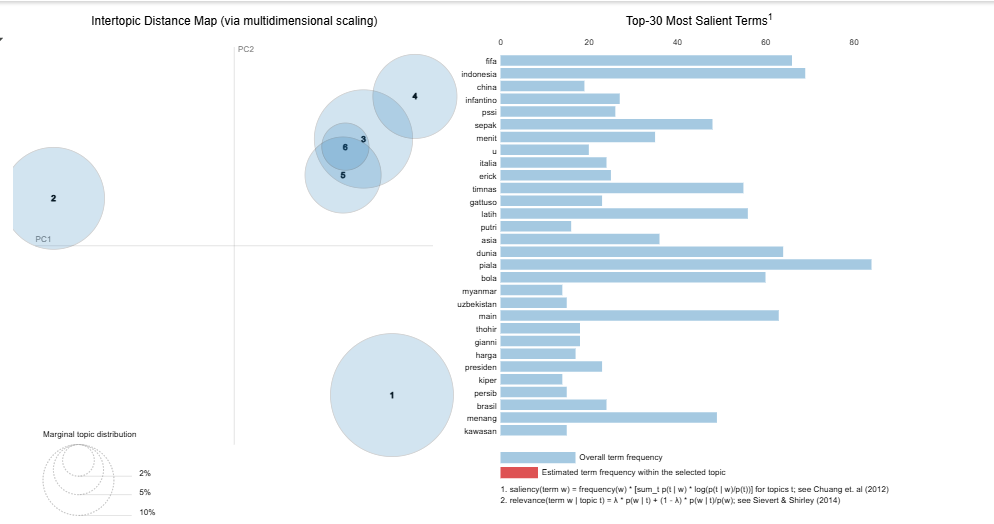 Intertopic Distance Map (via multidimensional scaling)
PC2
4
3
6
5
2
PC1
1
Marginal topic distribution
2%
5%
10%
Top-30 Most Salient Terms1
0 20 40 60 80
fifa
indonesia
china
infantino
pssi
sepak
menit
u
italia
erick
timnas
gattuso
latih
putri
asia
dunia
piala
bola
myanmar
uzbekistan
main
thohir
gianni
harga
presiden
kiper
persib
brasil
menang
kawasan
Overall term frequency
Estimated term frequency within the selected topic
1. saliency(term w) = frequency(w) * [sum_t p(t | w) * log(p(t | w)/p(t))] for topics t; see Chuang et. al (2012)
2. relevance(term w | topic t) = λ * p(w | t) + (1 - λ) * p(w | t)/p(w); see Sievert & Shirley (2014)